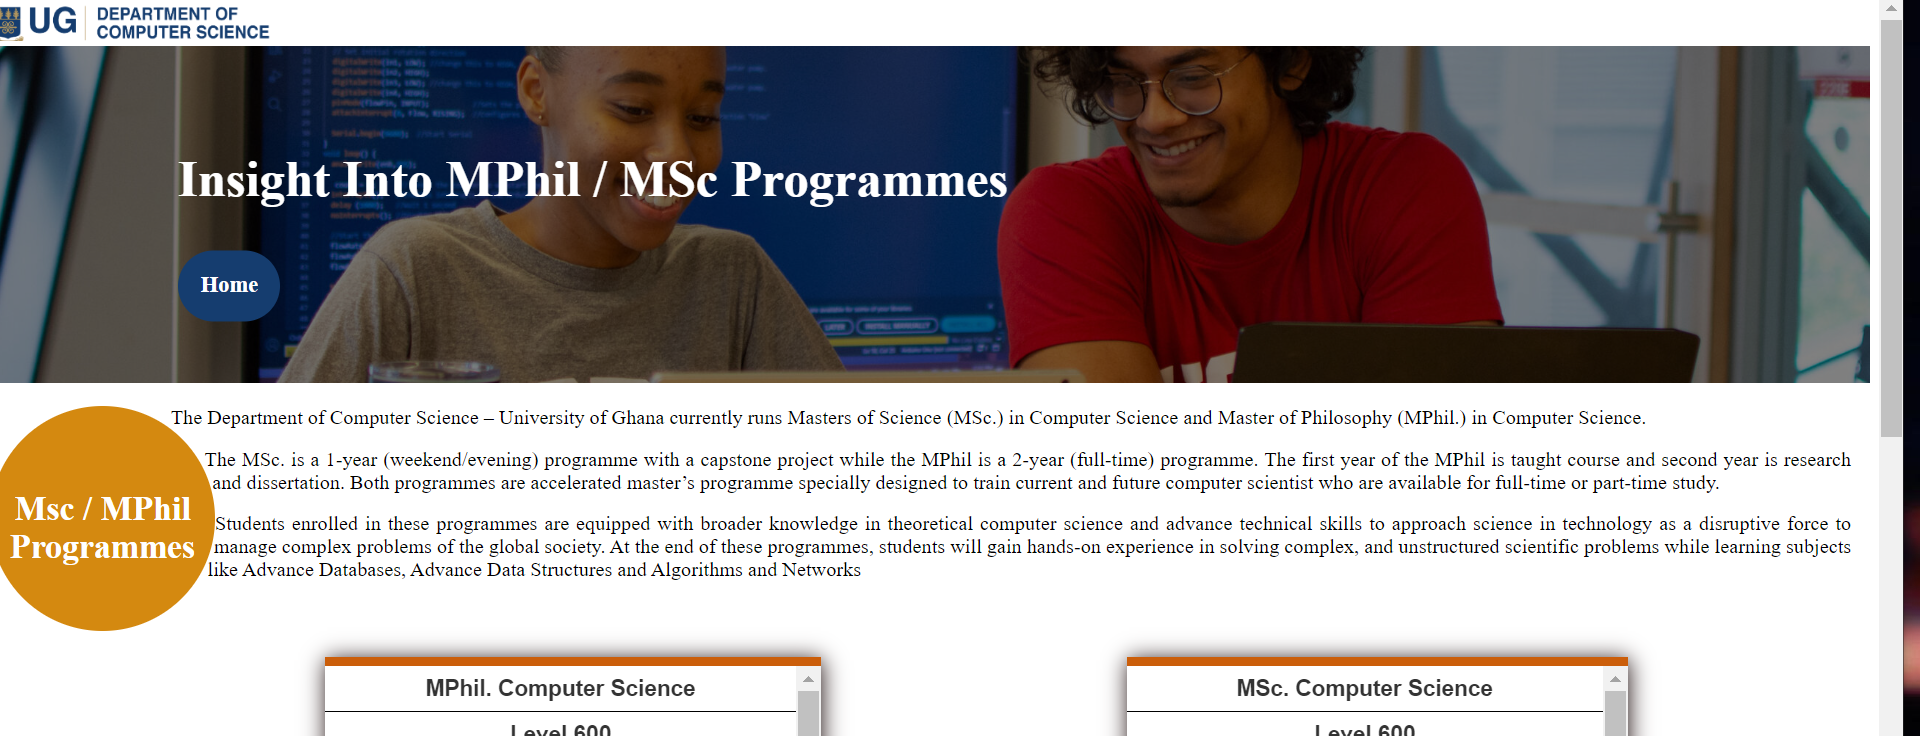 UG
DEPARTMENT OF
COMPUTER SCIENCE
Insight Into MPhil / MSc Programmes
Home
LATER
INSTALL MANUALLY
The Department of Computer Science – University of Ghana currently runs Masters of Science (MSc.) in Computer Science and Master of Philosophy (MPhil.) in Computer Science.
The MSc. is a 1-year (weekend/evening) programme with a capstone project while the MPhil is a 2-year (full-time) programme. The first year of the MPhil is taught course and second year is research
and dissertation. Both programmes are accelerated master’s programme specially designed to train current and future computer scientist who are available for full-time or part-time study.
Msc / MPhil
Programmes
Students enrolled in these programmes are equipped with broader knowledge in theoretical computer science and advance technical skills to approach science in technology as a disruptive force to
manage complex problems of the global society. At the end of these programmes, students will gain hands-on experience in solving complex, and unstructured scientific problems while learning subjects
like Advance Databases, Advance Data Structures and Algorithms and Networks
MPhil. Computer Science
Level 600
MSc. Computer Science
Level 600